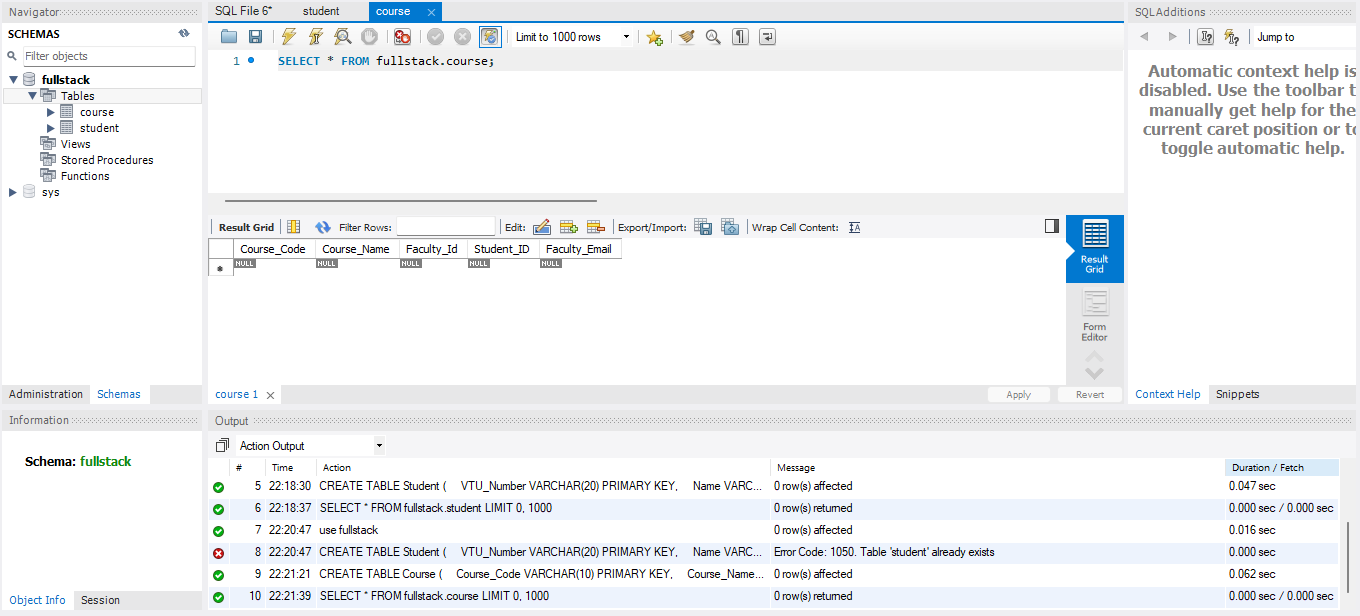 Navigator
SCHEMAS
Filter objects
fullstack
Tables
course
student
Views
Stored Procedures
Functions
sys
Administration Schemas
Information
Schema: fullstack
Object Info Session
SQL File 6* student course
Limit to 1000 rows
1 SELECT * FROM fullstack.course;
Result Grid Filter Rows: Edit: Export/Import: Wrap Cell Content:
Course_Code Course_Name Faculty_Id Student_ID Faculty_Email
NULL NULL NULL NULL NULL
Result
Grid
Form
Editor
course 1 Apply Revert
SQLAdditions
Jump to
Automatic context help is
disabled. Use the toolbar t
manually get help for the
current caret position or to
toggle automatic help.
Context Help Snippets
Output
Action Output
# Time Action Message Duration / Fetch
5 22:18:30 CREATE TABLE Student ( VTU_Number VARCHAR(20) PRIMARY KEY, Name VARC... 0 row(s) affected 0.047 sec
6 22:18:37 SELECT * FROM fullstack.student LIMIT 0, 1000 0 row(s) returned 0.000 sec / 0.000 sec
7 22:20:47 use fullstack 0 row(s) affected 0.016 sec
8 22:20:47 CREATE TABLE Student ( VTU_Number VARCHAR(20) PRIMARY KEY, Name VARC... Error Code: 1050. Table 'student' already exists 0.000 sec
9 22:21:21 CREATE TABLE Course ( Course_Code VARCHAR(10) PRIMARY KEY, Course_Name... 0 row(s) affected 0.062 sec
10 22:21:39 SELECT * FROM fullstack.course LIMIT 0, 1000 0 row(s) returned 0.000 sec / 0.000 sec